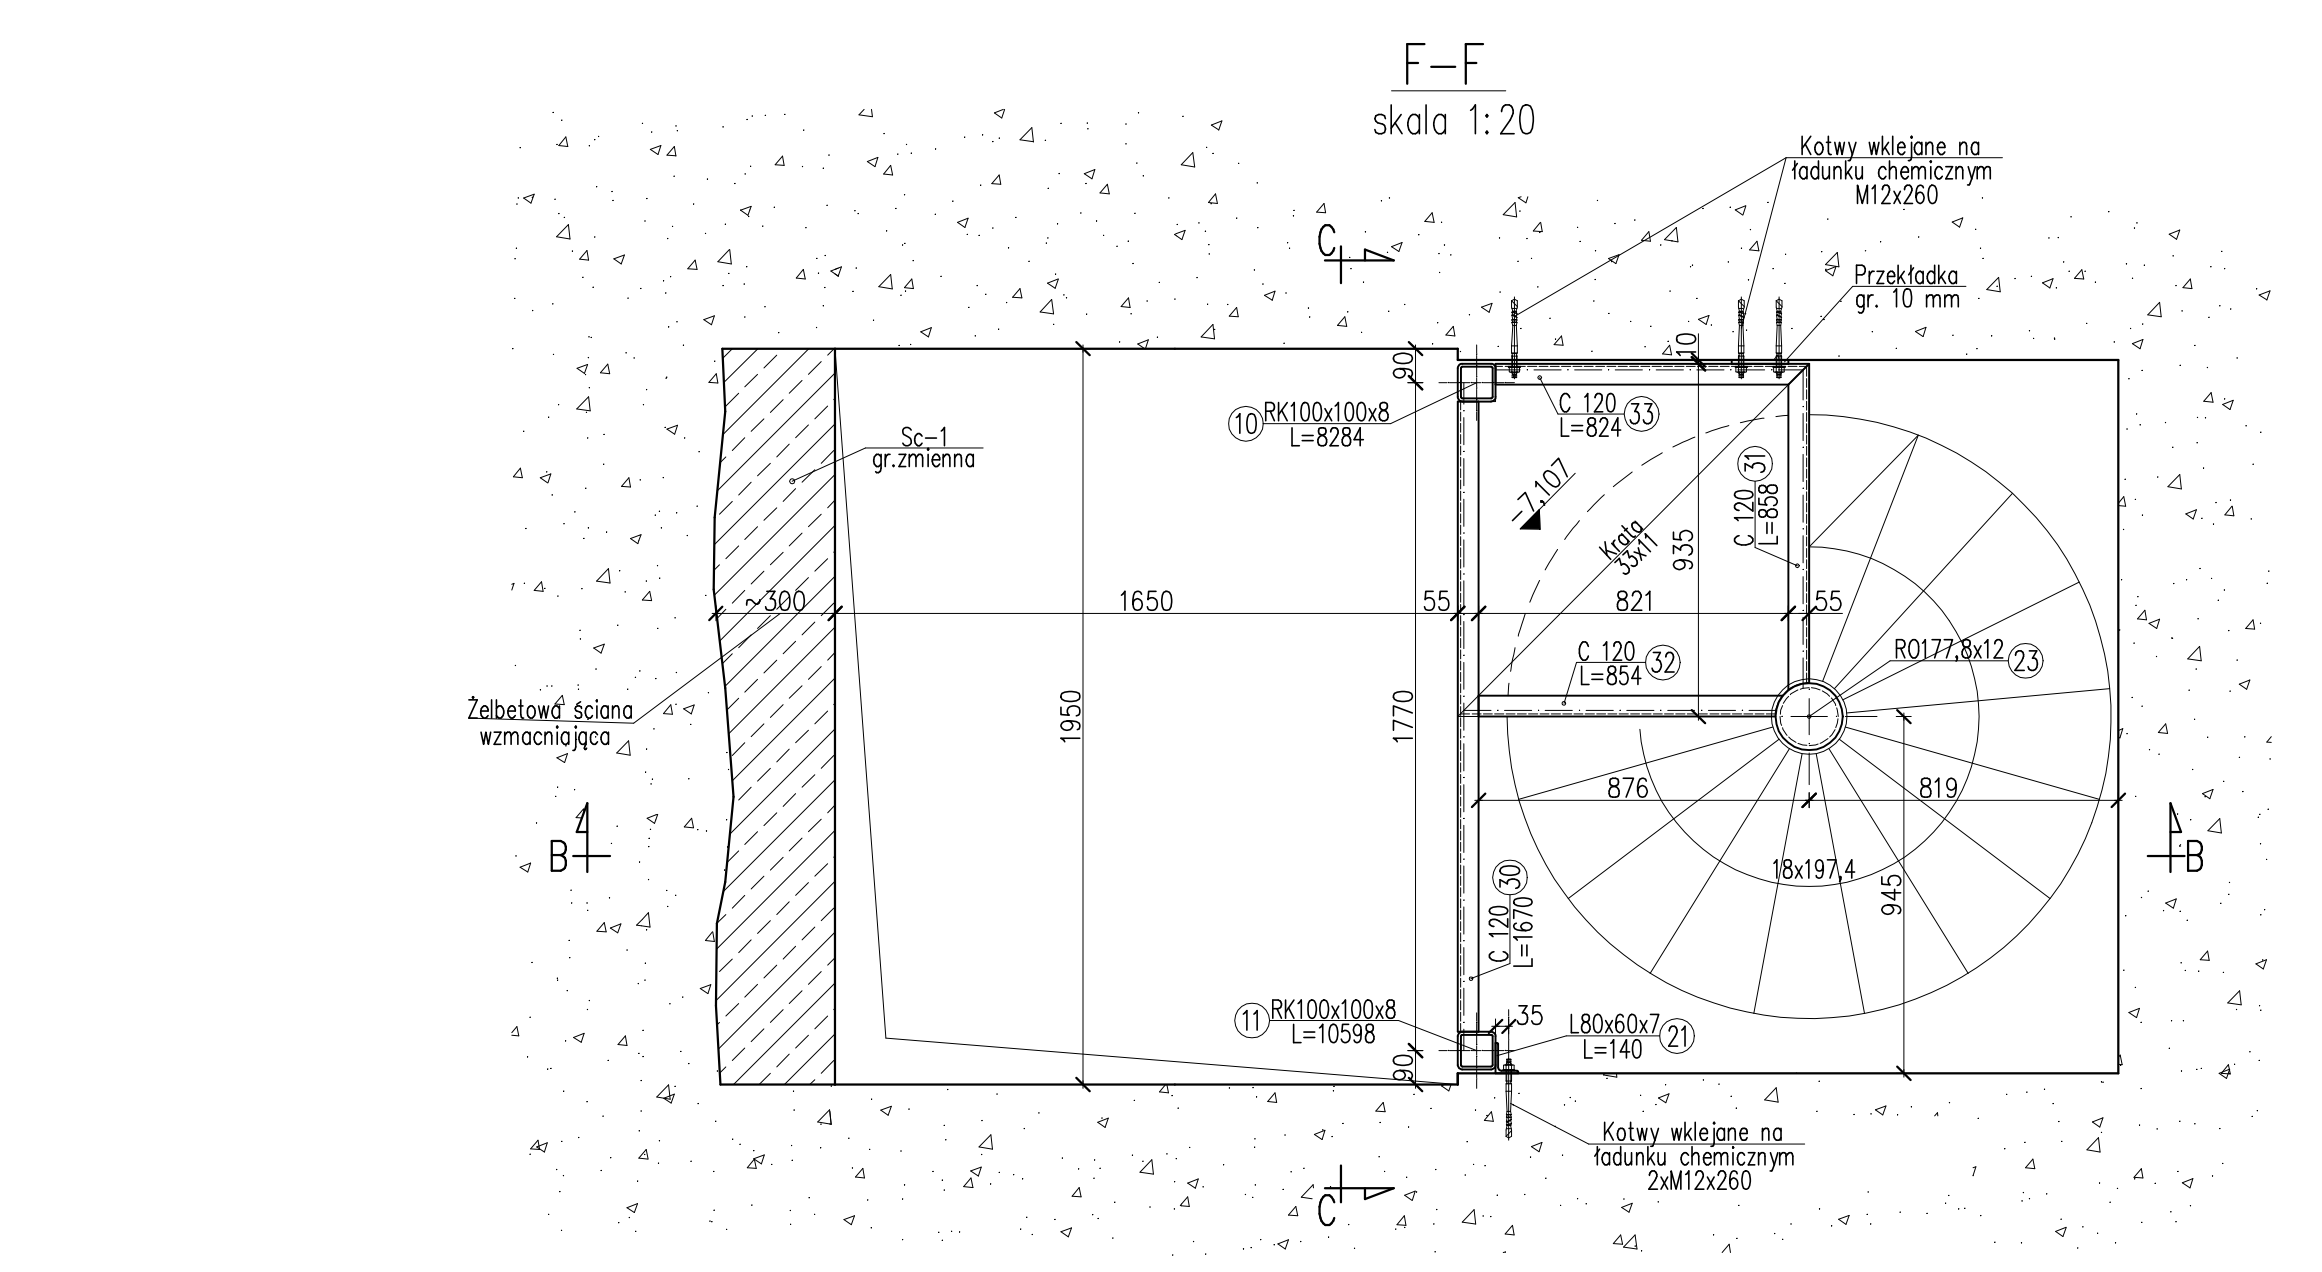 F–F
skala 1:20
Kotwy wklejane na
ładunku chemicznym
M12x260
C
Przekładka
gr. 10 mm
10
90
C 120
L=824
33
10
RK100x100x8
L=8284
Sc–1
gr.zmienna
31
C 120
L=858
-7,107
Krata
33x11
935
~300
1650
55
821
55
C 120
L=854
32
RO177,8x12
23
Żelbetowa ściana
wzmacniająca
1950
1770
876
819
B
B
18x197,4
945
30
C 120
L=1670
11
RK100x100x8
L=10598
35
L80x60x7
L=140
21
90
Kotwy wklejane na
ładunku chemicznym
2xM12x260
C